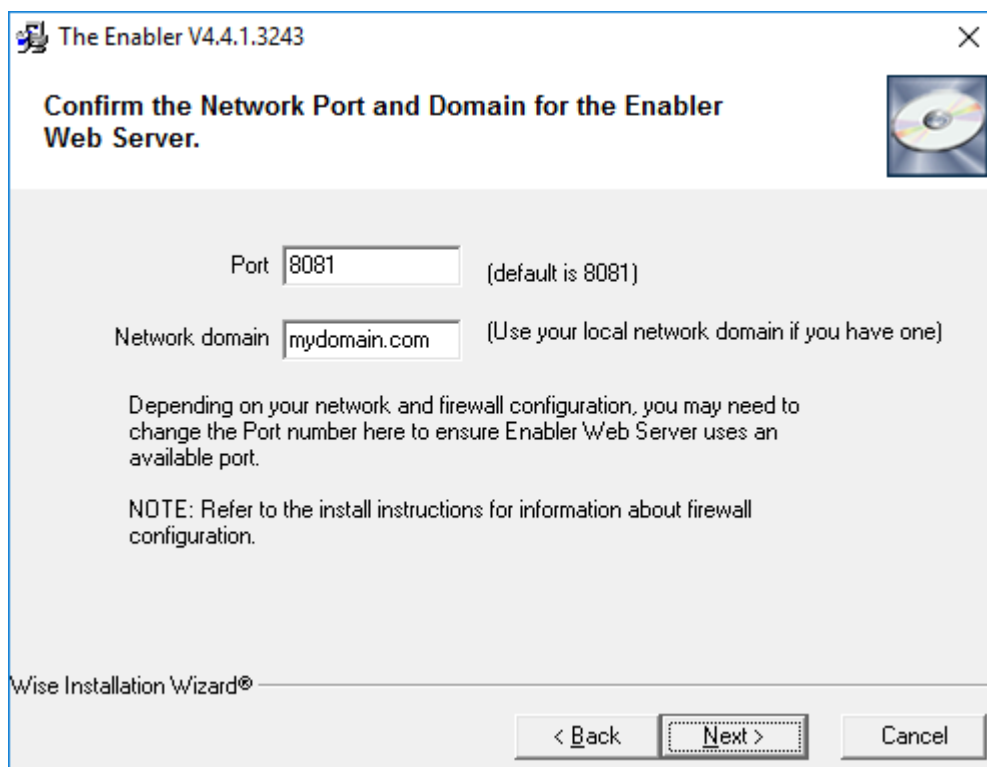 The Enabler V4.4.1.3243
Confirm the Network Port and Domain for the Enabler
Web Server.
Port 8081 (default is 8081)
Network domain mydomain.com (Use your local network domain if you have one)
Depending on your network and firewall configuration, you may need to
change the Port number here to ensure Enabler Web Server uses an
available port.
NOTE: Refer to the install instructions for information about firewall
configuration.
Wise Installation Wizard®
< Back Next > Cancel